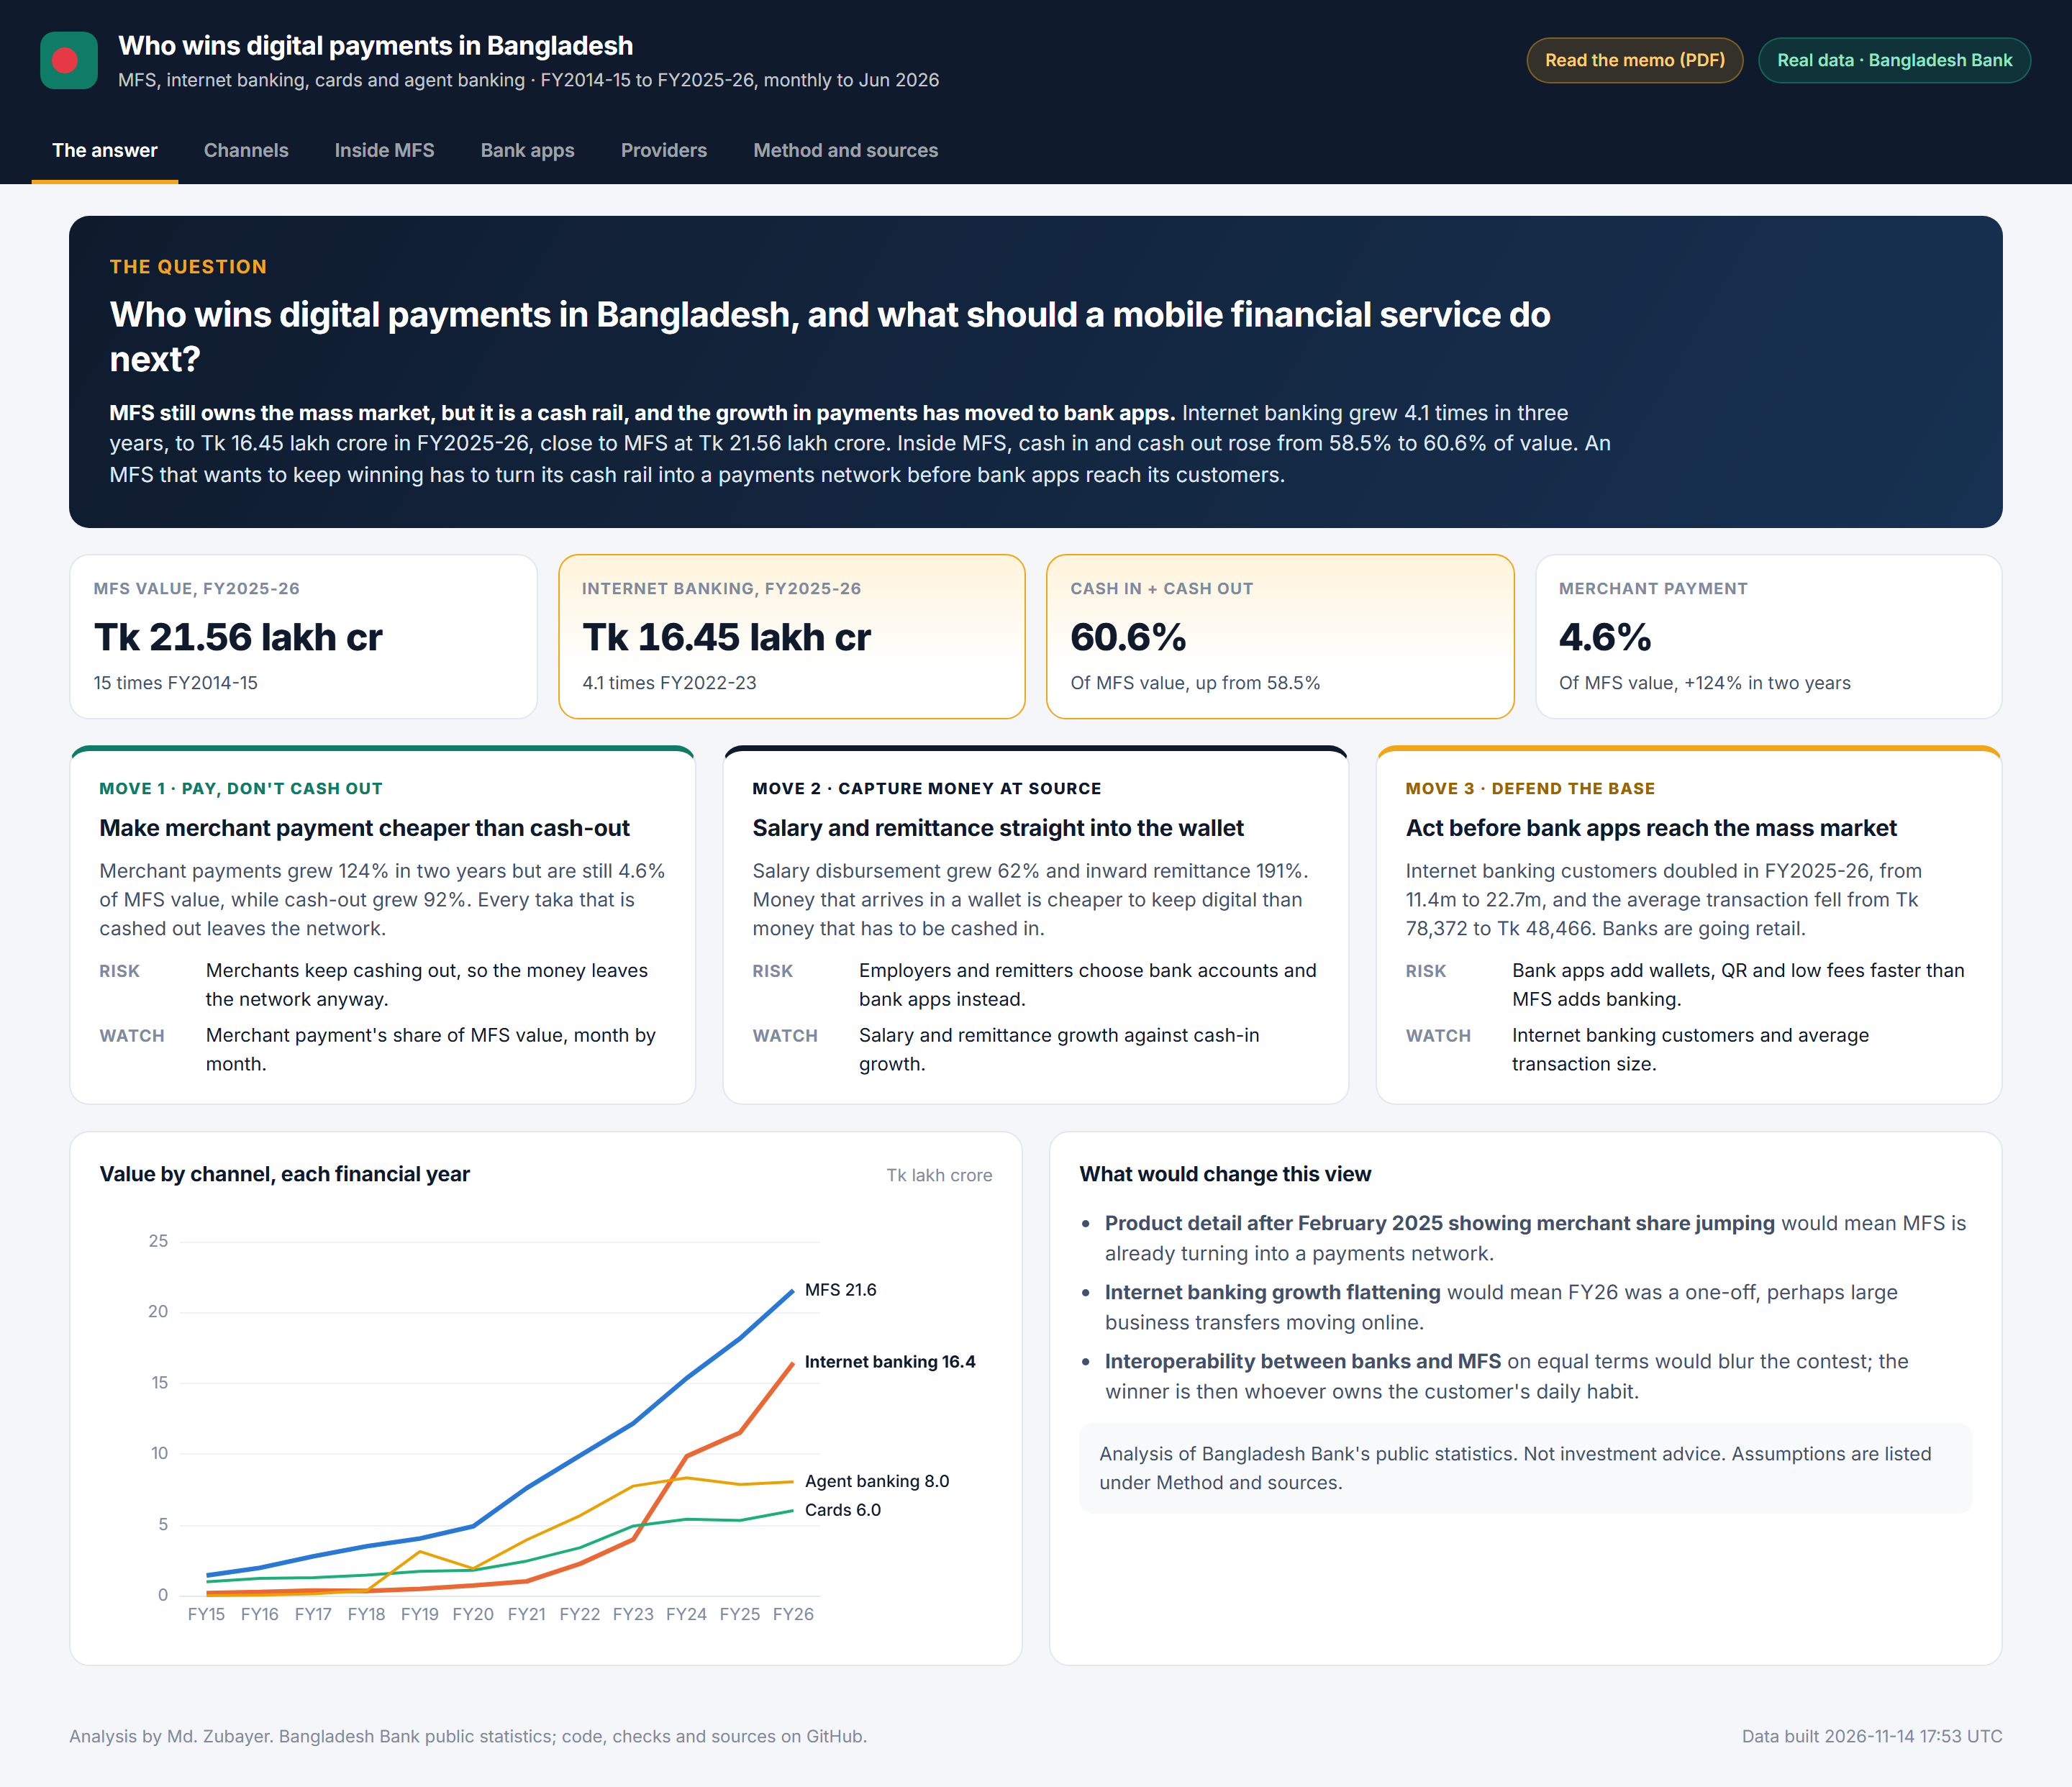 Who wins digital payments in Bangladesh
MFS, internet banking, cards and agent banking · FY2014-15 to FY2025-26, monthly to Jun 2026
Read the memo (PDF)
Real data · Bangladesh Bank
The answer
Channels
Inside MFS
Bank apps
Providers
Method and sources
THE QUESTION
Who wins digital payments in Bangladesh, and what should a mobile financial service do
next?
MFS still owns the mass market, but it is a cash rail, and the growth in payments has moved to bank apps. Internet banking grew 4.1 times in three
years, to Tk 16.45 lakh crore in FY2025-26, close to MFS at Tk 21.56 lakh crore. Inside MFS, cash in and cash out rose from 58.5% to 60.6% of value. An
MFS that wants to keep winning has to turn its cash rail into a payments network before bank apps reach its customers.
MFS VALUE, FY2025-26
Tk 21.56 lakh cr
15 times FY2014-15
INTERNET BANKING, FY2025-26
Tk 16.45 lakh cr
4.1 times FY2022-23
CASH IN + CASH OUT
60.6%
Of MFS value, up from 58.5%
MERCHANT PAYMENT
4.6%
Of MFS value, +124% in two years
MOVE 1 · PAY, DON'T CASH OUT
Make merchant payment cheaper than cash-out
Merchant payments grew 124% in two years but are still 4.6%
of MFS value, while cash-out grew 92%. Every taka that is
cashed out leaves the network.
RISK
Merchants keep cashing out, so the money leaves
the network anyway.
WATCH
Merchant payment's share of MFS value, month by
month.
MOVE 2 · CAPTURE MONEY AT SOURCE
Salary and remittance straight into the wallet
Salary disbursement grew 62% and inward remittance 191%.
Money that arrives in a wallet is cheaper to keep digital than
money that has to be cashed in.
RISK
Employers and remitters choose bank accounts and
bank apps instead.
WATCH
Salary and remittance growth against cash-in
growth.
MOVE 3 · DEFEND THE BASE
Act before bank apps reach the mass market
Internet banking customers doubled in FY2025-26, from
11.4m to 22.7m, and the average transaction fell from Tk
78,372 to Tk 48,466. Banks are going retail.
RISK
Bank apps add wallets, QR and low fees faster than
MFS adds banking.
WATCH
Internet banking customers and average
transaction size.
Value by channel, each financial year
Tk lakh crore
25
20
15
10
5
0
MFS 21.6
Internet banking 16.4
Agent banking 8.0
Cards 6.0
FY15 FY16 FY17 FY18 FY19 FY20 FY21 FY22 FY23 FY24 FY25 FY26
What would change this view
• Product detail after February 2025 showing merchant share jumping would mean MFS is
already turning into a payments network.
• Internet banking growth flattening would mean FY26 was a one-off, perhaps large
business transfers moving online.
• Interoperability between banks and MFS on equal terms would blur the contest; the
winner is then whoever owns the customer's daily habit.
Analysis of Bangladesh Bank's public statistics. Not investment advice. Assumptions are listed
under Method and sources.
Analysis by Md. Zubayer. Bangladesh Bank public statistics; code, checks and sources on GitHub.
Data built 2026-11-14 17:53 UTC